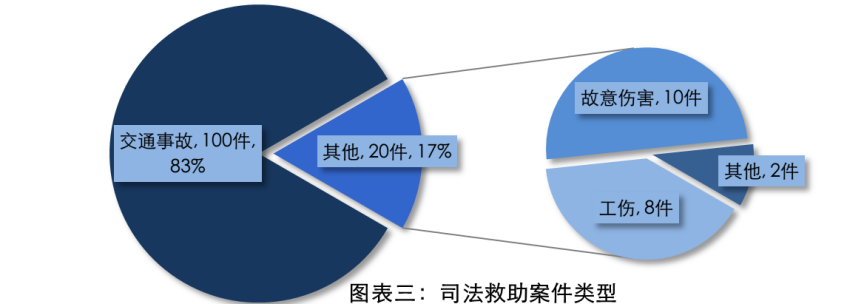 交通事故, 100件,
83%
其他, 20件, 17%
故意伤害, 10件
其他, 2件
工伤, 8件
图表三：司法救助案件类型